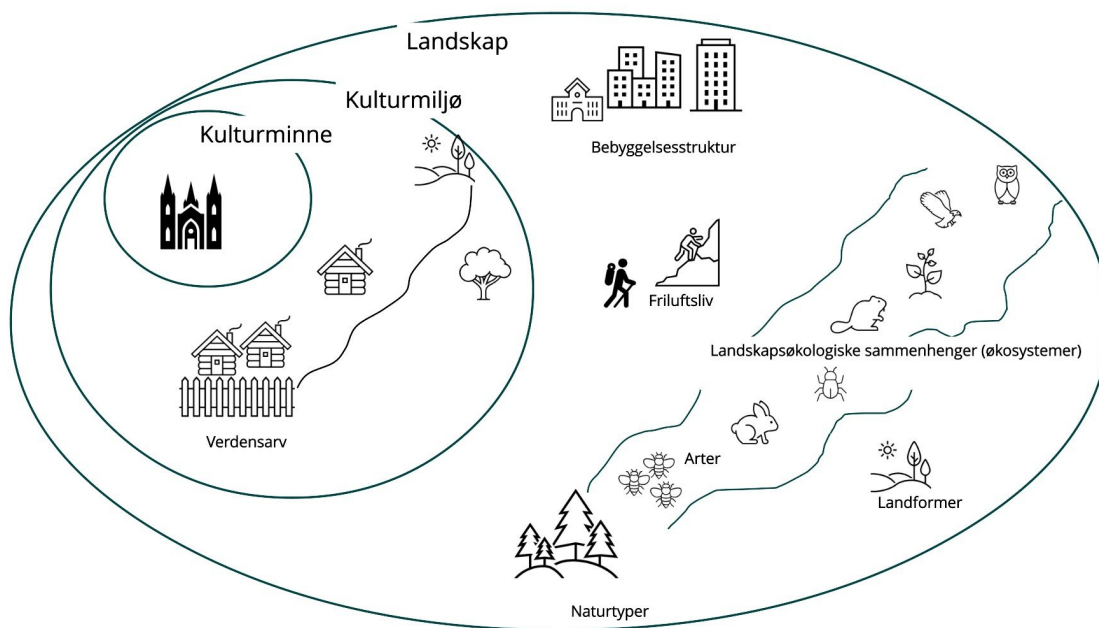 Landskap
Kulturmiljø
Kulturminne
Bebyggelsesstruktur
Friluftsliv
Landskapsøkologiske sammenhenger (økosystemer)
Verdensarv
Arter
Landformer
Naturtyper